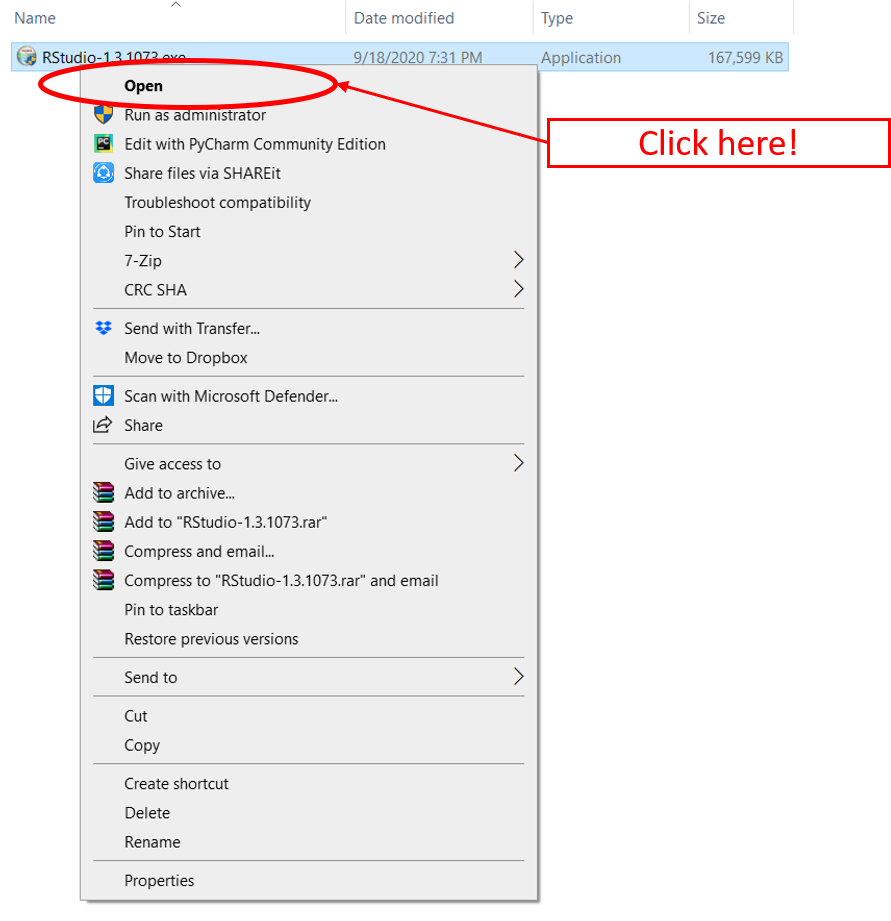 Name Date modified Type Size
RStudio-1.3.1073.exe 9/18/2020 7:31 PM Application 167,599 KB
Open
Run as administrator
Click here!
PC Edit with PyCharm Community Edition
Share files via SHAREit
Troubleshoot compatibility
Pin to Start
7-Zip
CRC SHA
Send with Transfer...
Move to Dropbox
Scan with Microsoft Defender...
Share
Give access to
Add to archive...
Add to "RStudio-1.3.1073.rar"
Compress and email...
Compress to "RStudio-1.3.1073.rar" and email
Pin to taskbar
Restore previous versions
Send to
Cut
Copy
Create shortcut
Delete
Rename
Properties